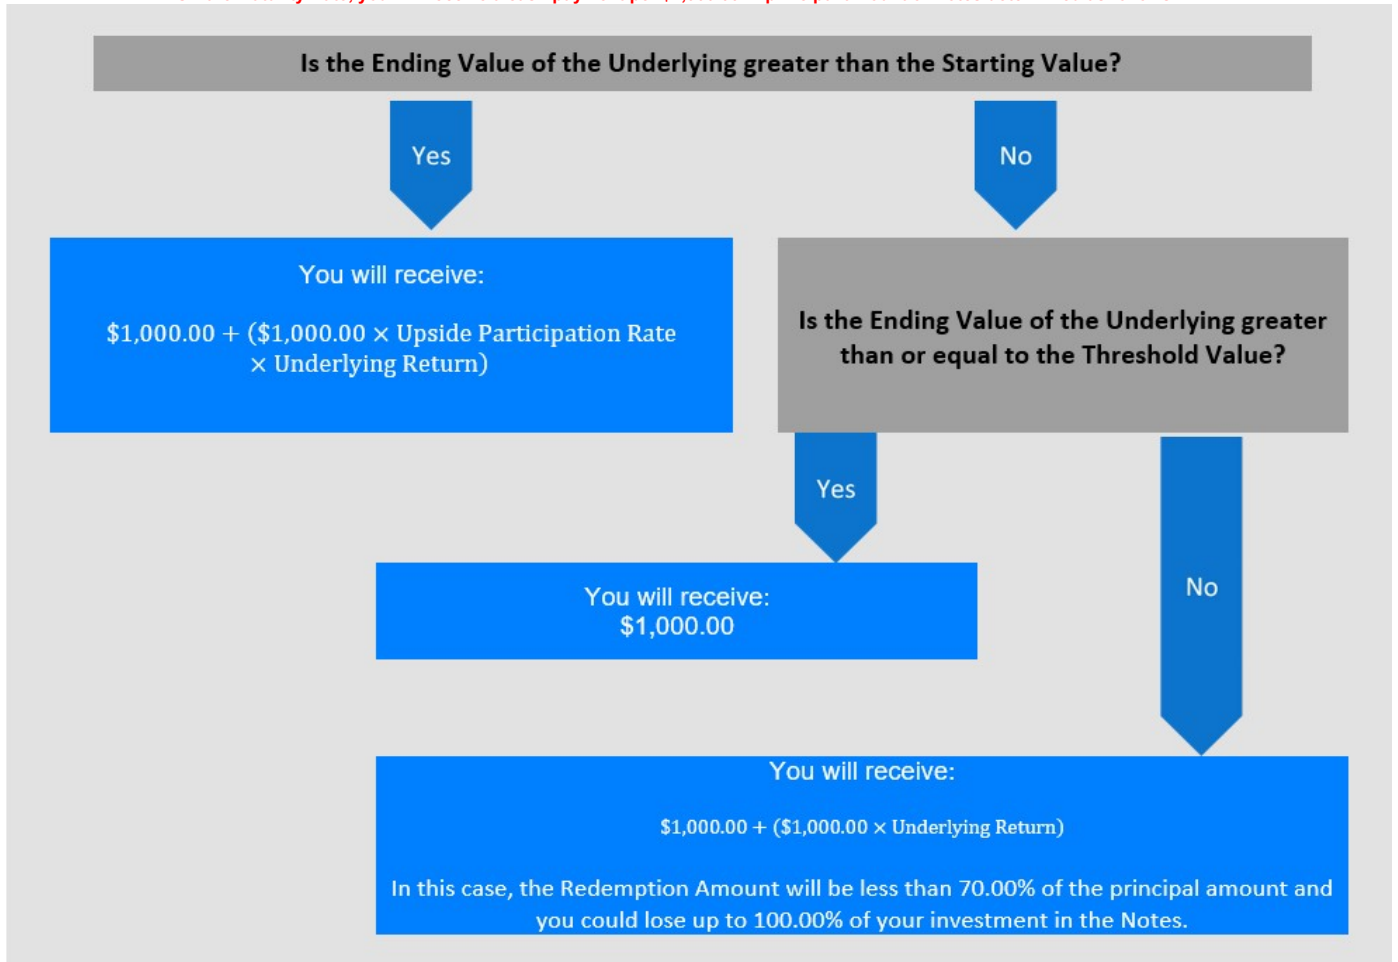 Is the Ending Value of the Underlying greater than the Starting Value?
Yes
No
You will receive:
$1,000.00 + ($1,000.00 × Upside Participation Rate
× Underlying Return)
Is the Ending Value of the Underlying greater
than or equal to the Threshold Value?
Yes
You will receive:
$1,000.00
No
You will receive:
$1,000.00 + ($1,000.00 × Underlying Return)
In this case, the Redemption Amount will be less than 70.00% of the principal amount and
you could lose up to 100.00% of your investment in the Notes.